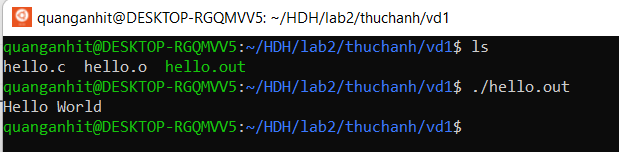 quanganhit@DESKTOP-RGQMVV5: ~/HDH/lab2/thuchanh/vd1
quanganhit@DESKTOP-RGQMVV5:~/HDH/lab2/thuchanh/vd1$ ls
hello.c  hello.o  hello.out
quanganhit@DESKTOP-RGQMVV5:~/HDH/lab2/thuchanh/vd1$ ./hello.out
Hello World
quanganhit@DESKTOP-RGQMVV5:~/HDH/lab2/thuchanh/vd1$